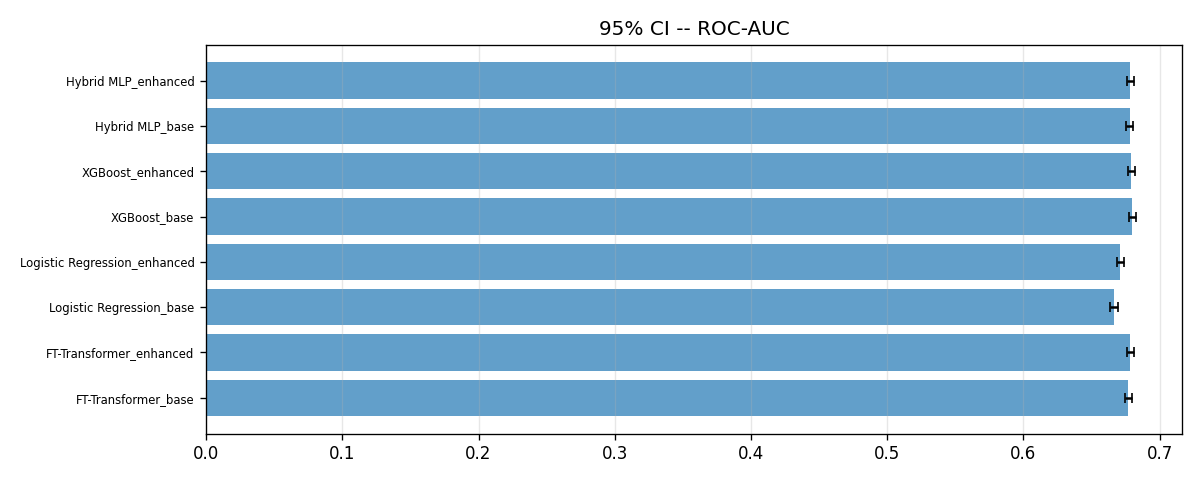 95% CI -- ROC-AUC
Hybrid MLP_enhanced
Hybrid MLP_base
XGBoost_enhanced
XGBoost_base
Logistic Regression_enhanced
Logistic Regression_base
FT-Transformer_enhanced
FT-Transformer_base
0.0 0.1 0.2 0.3 0.4 0.5 0.6 0.7